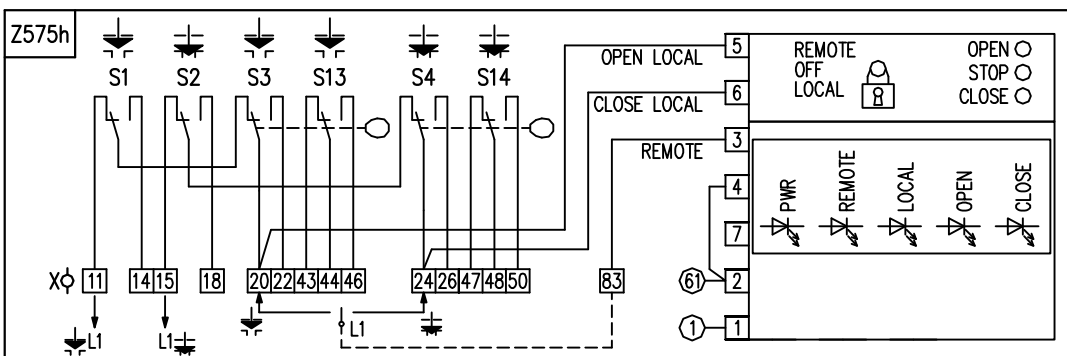 Z575h
S1 S2 S3 S13 S4 S14
OPEN LOCAL
CLOSE LOCAL
REMOTE
5
6
3
4
7
2
1
REMOTE
OFF
LOCAL
OPEN
STOP
CLOSE
PWR
REMOTE
LOCAL
OPEN
CLOSE
X 11 14 15 18 20 22 43 44 46 24 26 47 48 50 83
61
1
L1 L1 L1